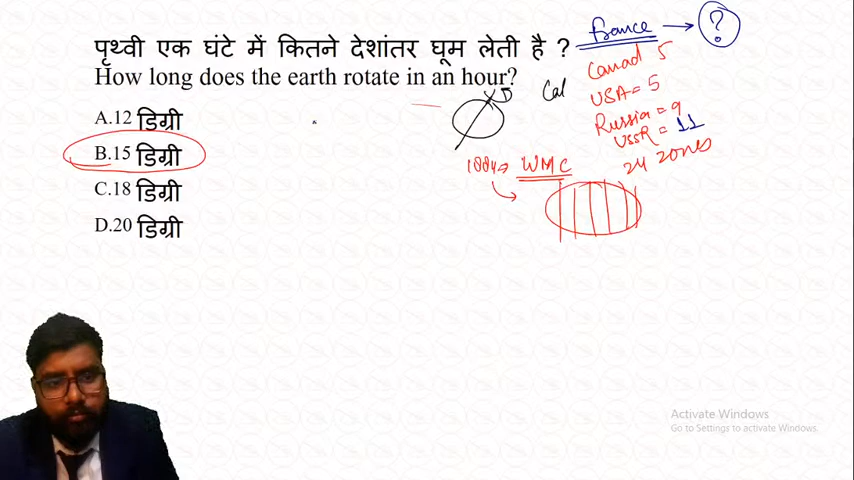 पृथ्वी एक घंटे में कितने देशांतर घूम लेती है ?
How long does the earth rotate in an hour?
A.12 डिग्री
B.15 डिग्री
C.18 डिग्री
D.20 डिग्री
france → ?
Canad 5
USA = 5
Russia = 9
USSR = 11
24 zones
Cal
1884 → WMC
Activate Windows
Go to Settings to activate Windows.